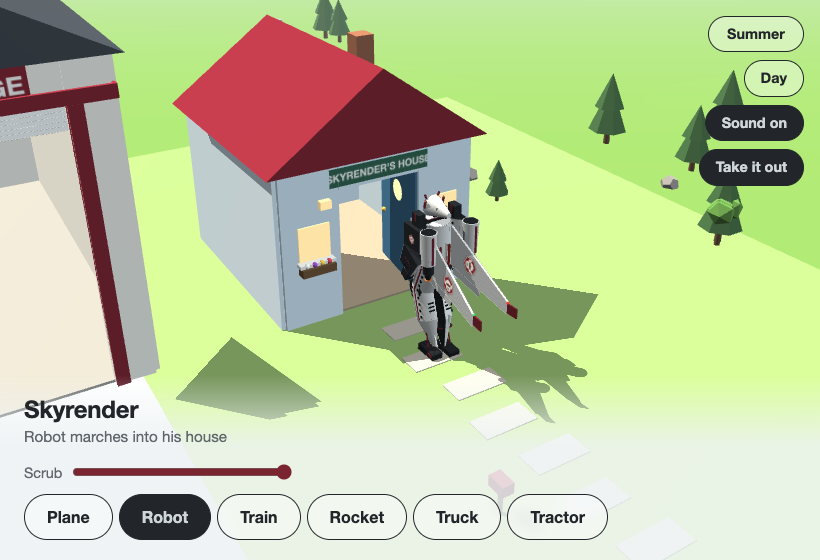 Summer
Day
Sound on
Take it out
GE
SKYRENDER'S HOUSE
Skyrender
Robot marches into his house
Scrub
Plane
Robot
Train
Rocket
Truck
Tractor